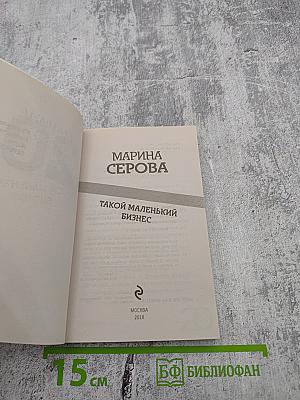 МАРИНА
СЕРОВА
ТАКОЙ МАЛЕНЬКИЙ
БИЗНЕС
МОСКВА
2018
15 см
БФ БИБЛИОФАН